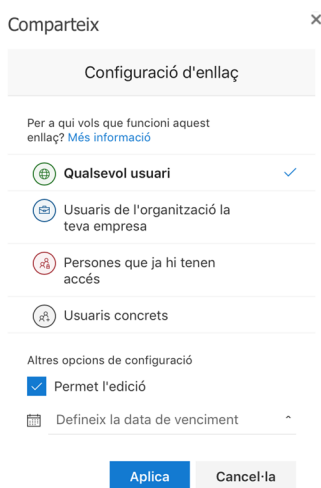 Comparteix
Configuració d'enllaç
Per a qui vols que funcioni aquest
enllaç? Més informació
Qualsevol usuari
Usuaris de l'organització la
teva empresa
Persones que ja hi tenen
accés
Usuaris concrets
Altres opcions de configuració
Permet l'edició
Defineix la data de venciment
Aplica Cancel·la